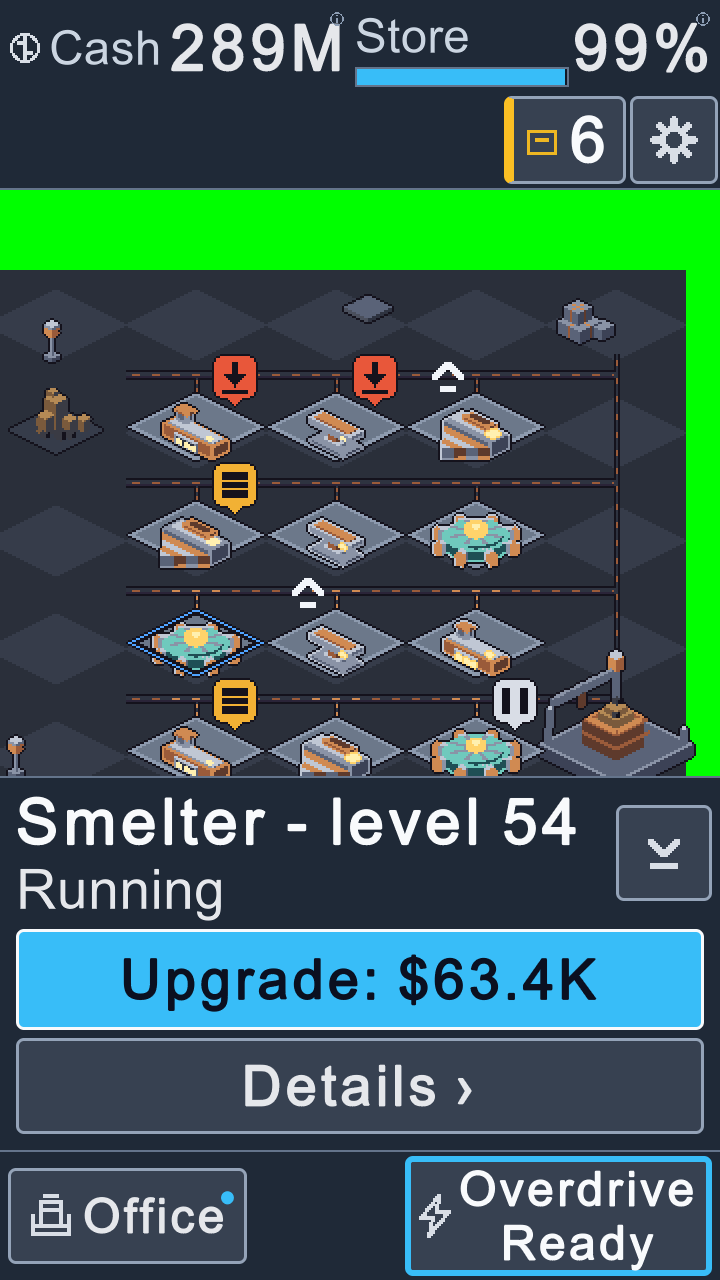 Cash 289M Store 99%
6
Smelter - level 54
Running
Upgrade: $63.4K
Details ›
Office
Overdrive
Ready